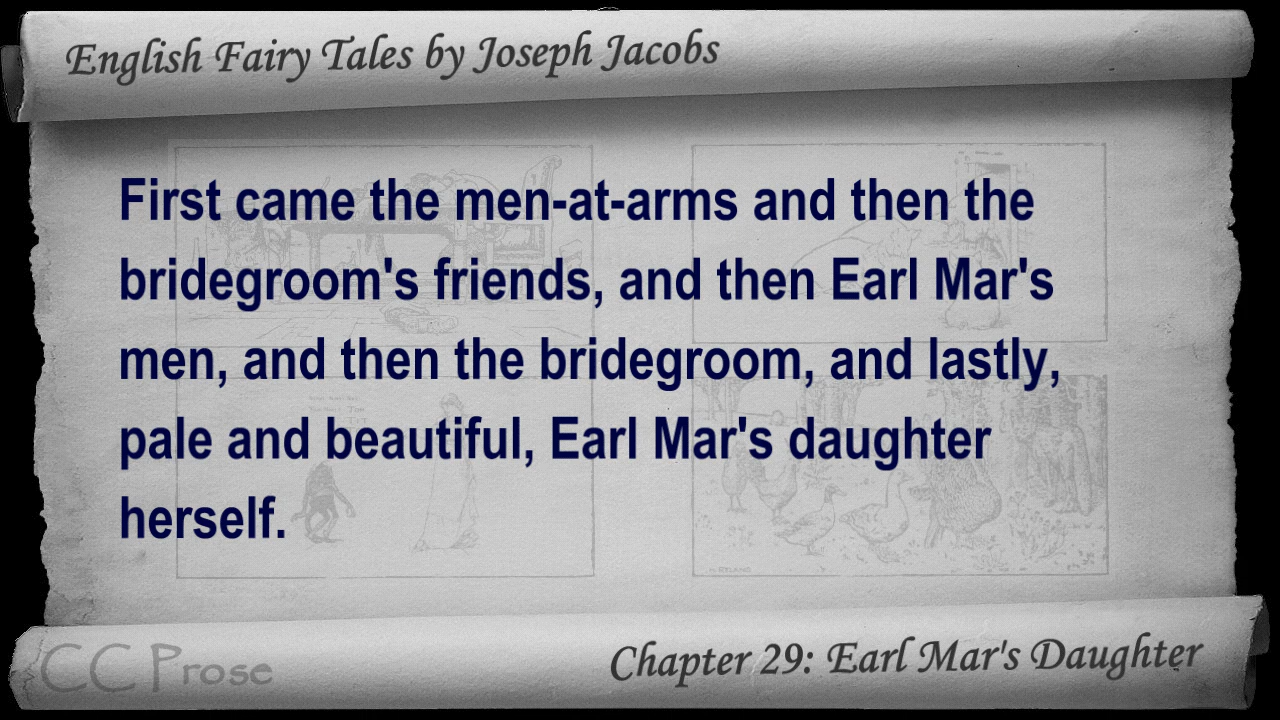 English Fairy Tales by Joseph Jacobs
First came the men-at-arms and then the
bridegroom's friends, and then Earl Mar's
men, and then the bridegroom, and lastly,
pale and beautiful, Earl Mar's daughter
herself.
CC Prose
Chapter 29: Earl Mar's Daughter